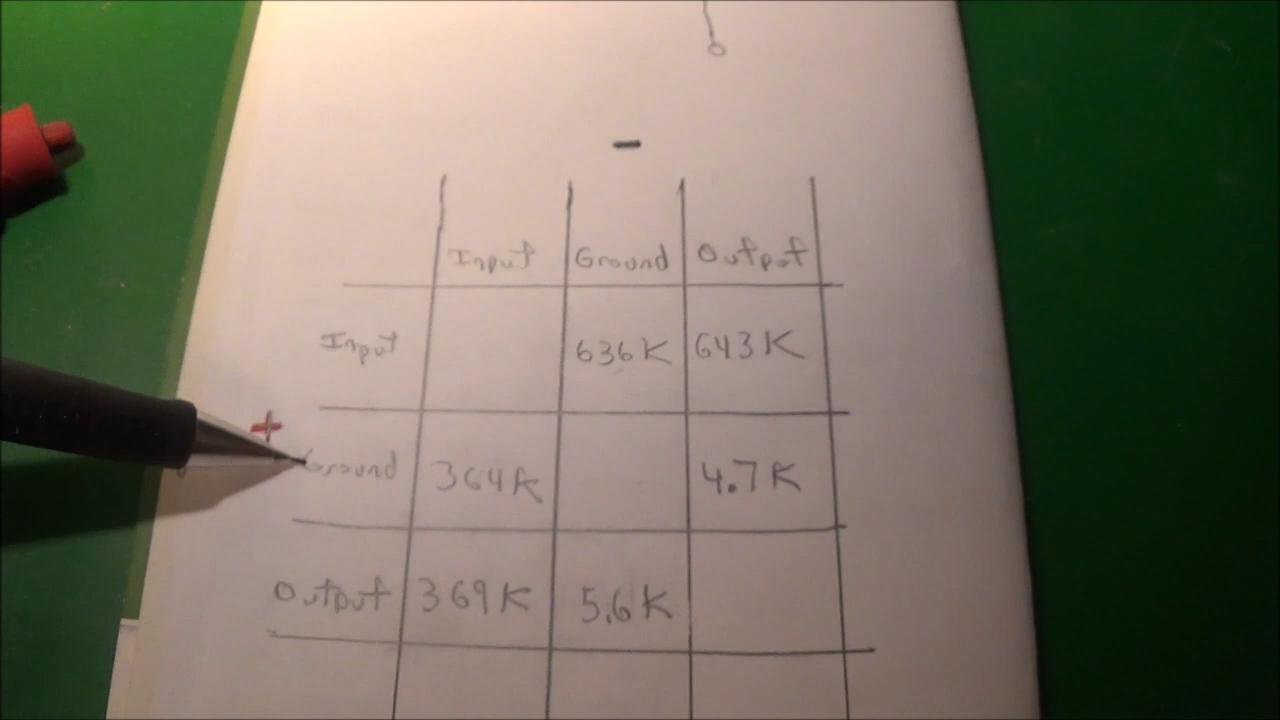 -
Input Ground Output
Input 636K 643K
+
Ground 364K 4.7K
Output 369K 5.6K